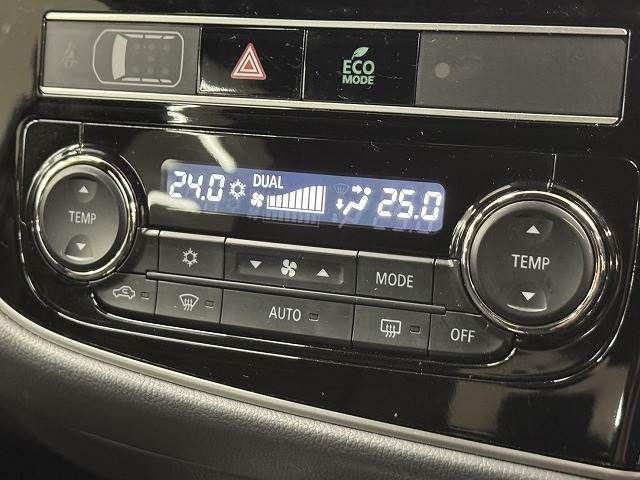 ECO
MODE
24.0 DUAL 25.0
TEMP
TEMP
MODE
AUTO
OFF